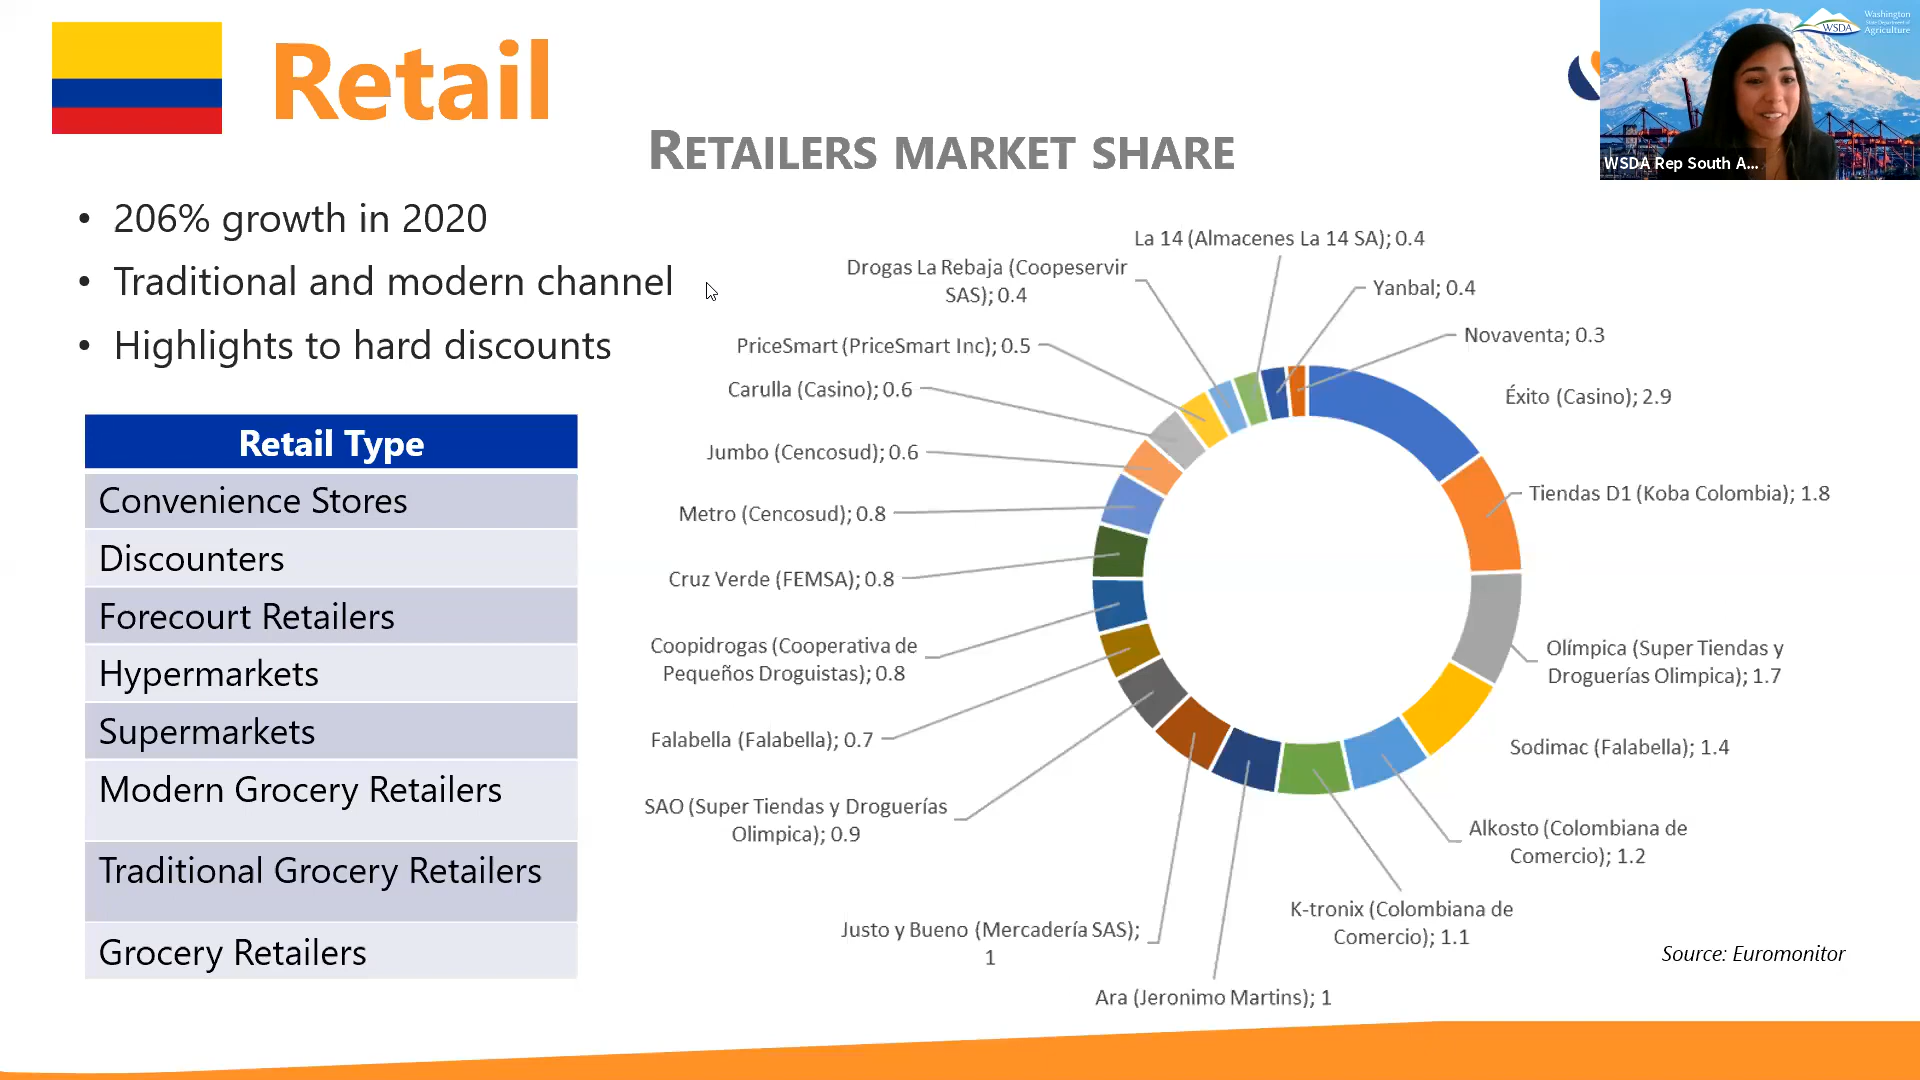 Retail
RETAILERS MARKET SHARE
WSDA
Washington
State Department of
Agriculture
WSDA Rep South A...
• 206% growth in 2020
• Traditional and modern channel
• Highlights to hard discounts
Retail Type
Convenience Stores
Discounters
Forecourt Retailers
Hypermarkets
Supermarkets
Modern Grocery Retailers
Traditional Grocery Retailers
Grocery Retailers
La 14 (Almacenes La 14 SA); 0.4
Drogas La Rebaja (Coopeservir
SAS); 0.4
Yanbal; 0.4
Novaventa; 0.3
PriceSmart (PriceSmart Inc); 0.5
Carulla (Casino); 0.6
Éxito (Casino); 2.9
Jumbo (Cencosud); 0.6
Tiendas D1 (Koba Colombia); 1.8
Metro (Cencosud); 0.8
Cruz Verde (FEMSA); 0.8
Coopidrogas (Cooperativa de
Pequeños Droguistas); 0.8
Olímpica (Super Tiendas y
Droguerías Olimpica); 1.7
Falabella (Falabella); 0.7
Sodimac (Falabella); 1.4
SAO (Super Tiendas y Droguerías
Olimpica); 0.9
Alkosto (Colombiana de
Comercio); 1.2
K-tronix (Colombiana de
Comercio); 1.1
Justo y Bueno (Mercadería SAS);
1
Ara (Jeronimo Martins); 1
Source: Euromonitor